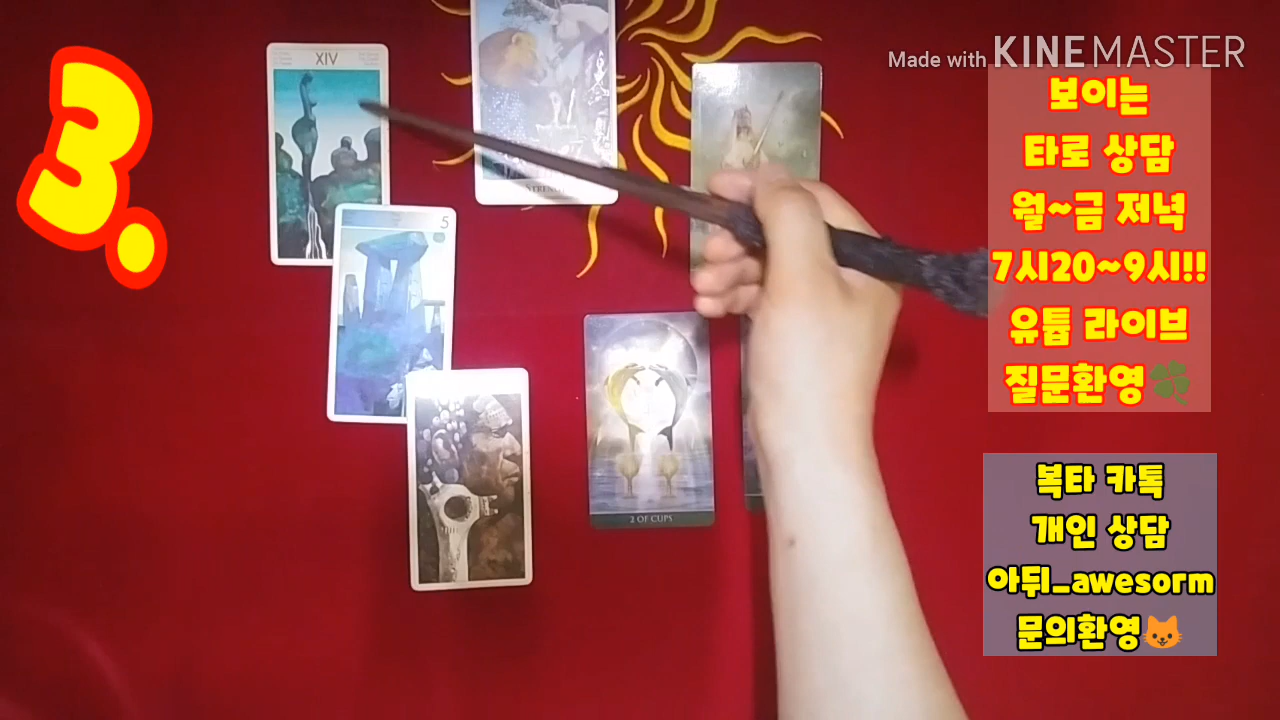 Made with KINEMASTER
3.
보이는
타로 상담
월~금 저녁
7시20~9시!!
유튭 라이브
질문환영🍀
복타 카톡
개인 상담
아뒤_awesorm
문의환영😺
XIV
5
STRENGTH
2 OF CUPS